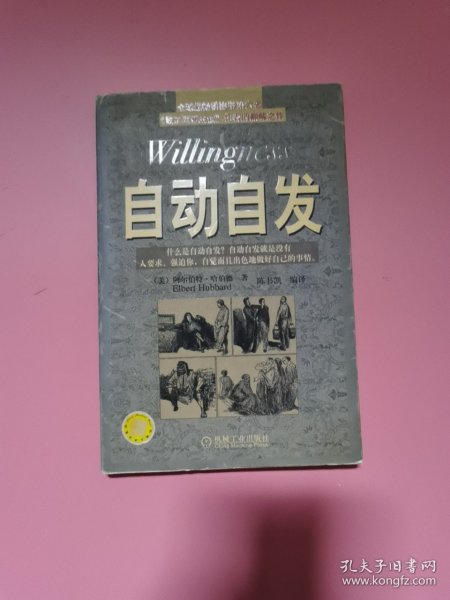 Willingness
自动自发
什么是自动自发？自动自发就是没有
人要求、强迫你，自觉而且出色地做好自己的事情。
（美）阿尔伯特·哈伯德 著 陈书凯 编译
Elbert Hubbard
机械工业出版社
China Machine Press
孔夫子旧书网
www.kongfz.com